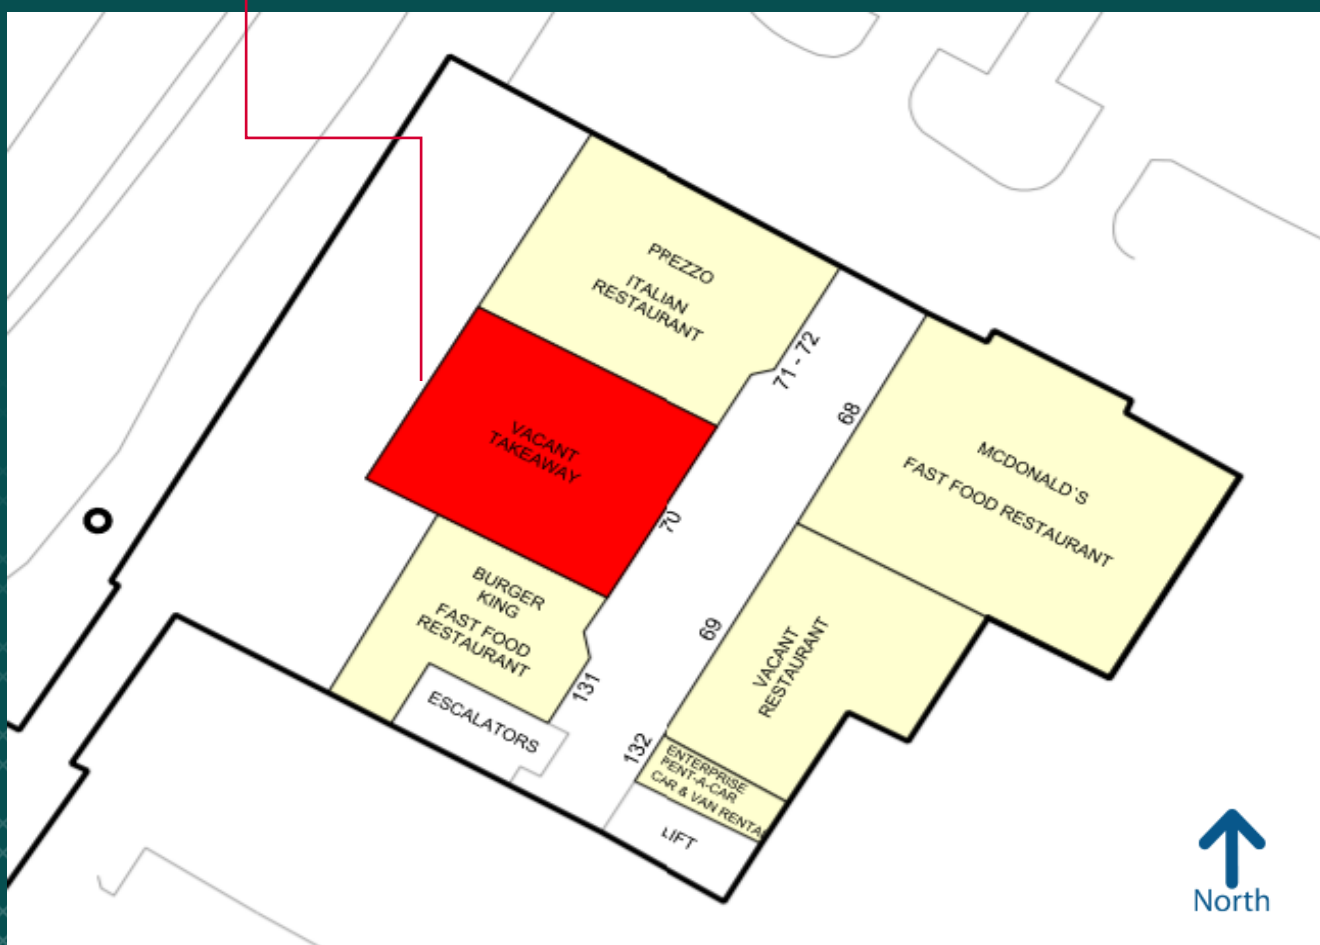 PREZZO
ITALIAN
RESTAURANT
71 - 72
68
VACANT
TAKEAWAY
MCDONALD`S
FAST FOOD RESTAURANT
70
BURGER
KING
FAST FOOD
RESTAURANT
69
VACANT
RESTAURANT
131
ESCALATORS
132
ENTERPRISE
RENT-A-CAR
CAR & VAN RENTA
LIFT
North